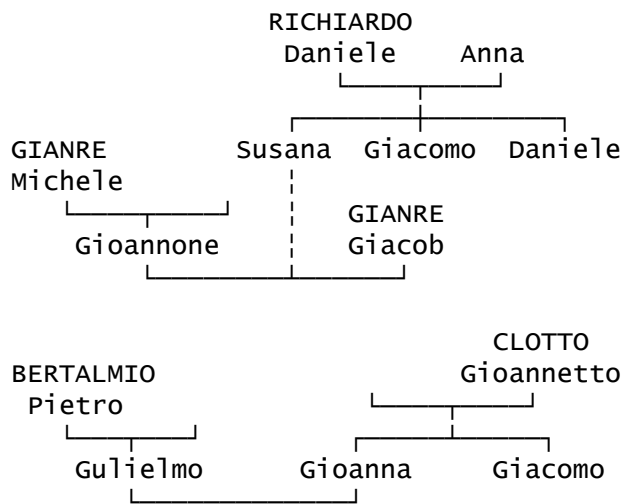 RICHIARDO
Daniele Anna
Susana Giacomo Daniele
GIANRE
Michele
GIANRE
Gioannone Giacob
CLOTTO
BERTALMIO Gioannetto
Pietro
Gulielmo Gioanna Giacomo